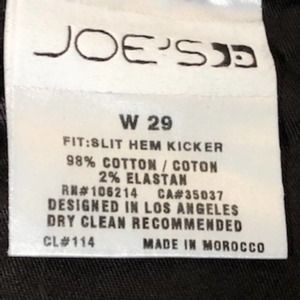 JOE'S
W 29
FIT:SLIT HEM KICKER
98% COTTON / COTON
2% ELASTAN
RN#106214 CA#35037
DESIGNED IN LOS ANGELES
DRY CLEAN RECOMMENDED
CL#114 MADE IN MOROCCO